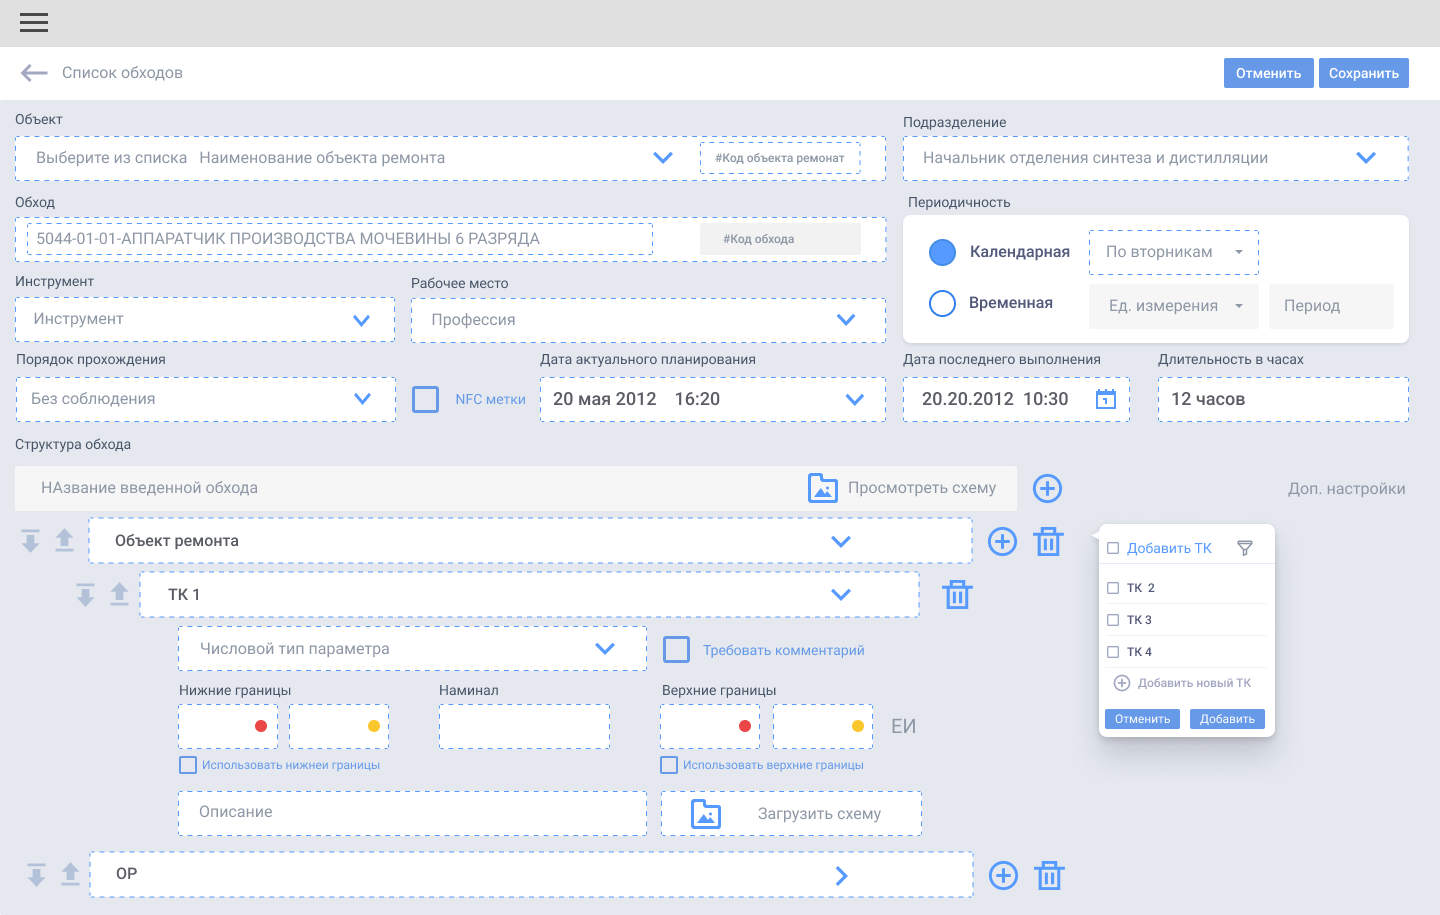 Список обходов
Отменить
Сохранить
Объект
Подразделение
Выберите из списка Наименование объекта ремонта
#Код объекта ремонат
Начальник отделения синтеза и дистилляции
Обход
Периодичность
5044-01-01-АППАРАТЧИК ПРОИЗВОДСТВА МОЧЕВИНЫ 6 РАЗРЯДА
#Код обхода
Календарная
По вторникам
Инструмент
Рабочее место
Временная
Ед. измерения
Период
Инструмент
Профессия
Порядок прохождения
Дата актуального планирования
Дата последнего выполнения
Длительность в часах
Без соблюдения
NFC метки
20 мая 2012 16:20
20.20.2012 10:30
12 часов
Структура обхода
НАзвание введенной обхода
Просмотреть схему
Доп. настройки
Объект ремонта
Добавить ТК
ТК 1
ТК 2
ТК 3
ТК 4
Добавить новый ТК
Отменить
Добавить
Числовой тип параметра
Требовать комментарий
Нижние границы
Наминал
Верхние границы
ЕИ
Использовать нижнеи границы
Использовать верхние границы
Описание
Загрузить схему
ОР